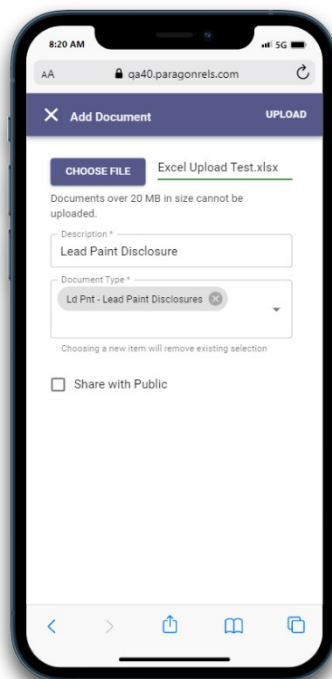 8:20 AM 5G
AA qa40.paragonrels.com
Add Document UPLOAD
CHOOSE FILE Excel Upload Test.xlsx
Documents over 20 MB in size cannot be
uploaded.
Description *
Lead Paint Disclosure
Document Type *
Ld Pnt - Lead Paint Disclosures
Choosing a new item will remove existing selection
Share with Public